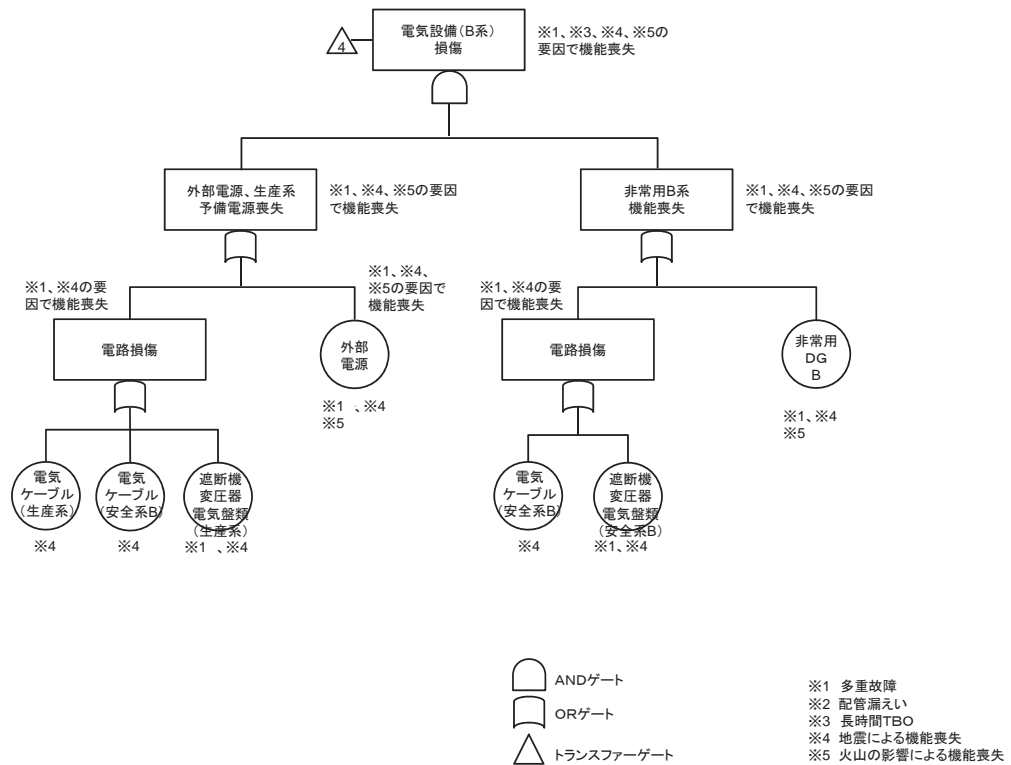 電気設備（B系）
損傷
4
※1、※3、※4、※5の
要因で機能喪失
外部電源、生産系
予備電源喪失
※1、※4、※5の要因
で機能喪失
非常用B系
機能喪失
※1、※4、※5の要因
で機能喪失
※1、※4の要
因で機能喪失
電路損傷
※1、※4、
※5の要因で
機能喪失
外部
電源
※1 、※4
※5
※1、※4の要
因で機能喪失
電路損傷
非常用
DG
B
※1、※4
※5
電気
ケーブル
（生産系）
※4
電気
ケーブル
（安全系B）
※4
遮断機
変圧器
電気盤類
（生産系）
※1 、※4
電気
ケーブル
（安全系B）
※4
遮断機
変圧器
電気盤類
（安全系B）
※1、※4
ANDゲート
ORゲート
トランスファーゲート
※1 多重故障
※2 配管漏えい
※3 長時間TBO
※4 地震による機能喪失
※5 火山の影響による機能喪失